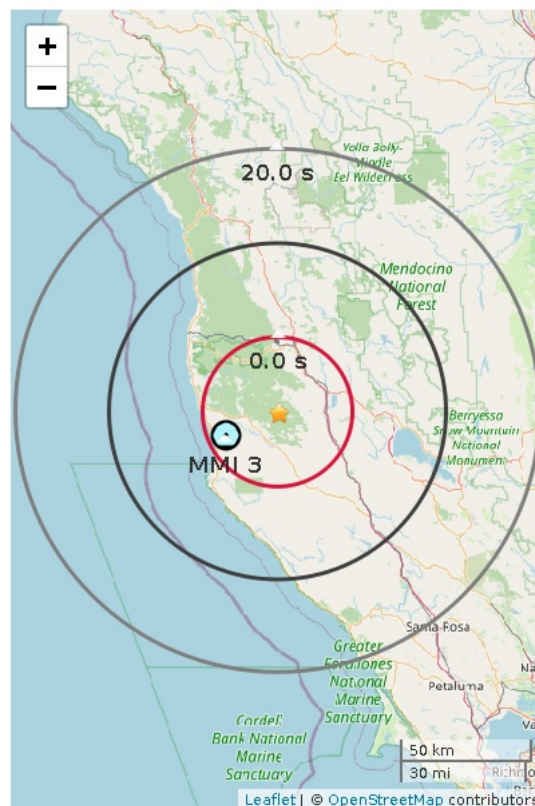 +
−
Yolla Bolly-
Middle
Eel Wilderness
20.0 s
Mendocino
National
Forest
0.0 s
Berryessa
Snow Mountain
National
Monument
MMI 3
Santa Rosa
Greater
Farallones
National
Marine
Sanctuary
Petaluma
Cordell
Bank National
Marine
Sanctuary
50 km
30 mi
Leaflet | © OpenStreetMap contributors